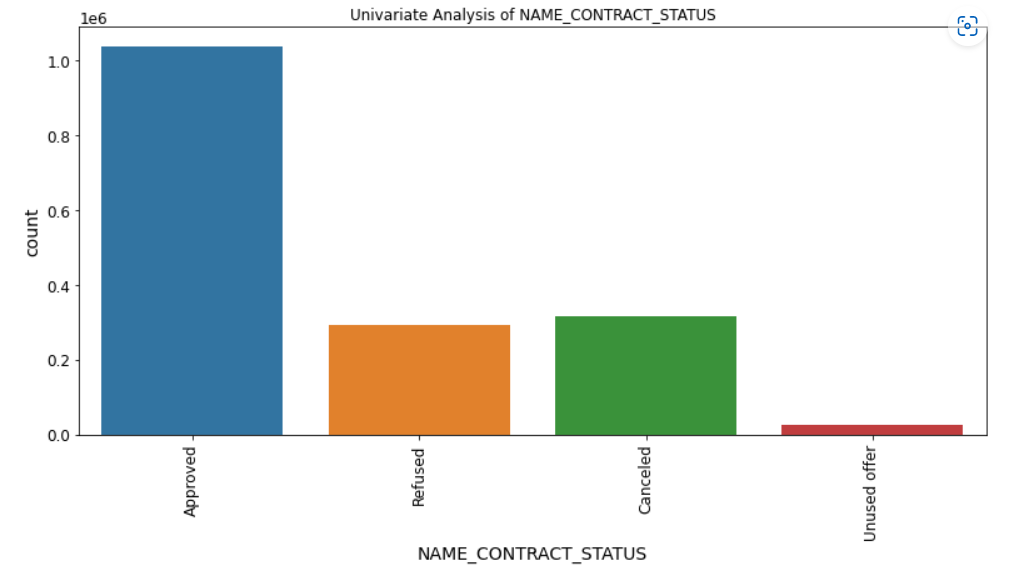 Univariate Analysis of NAME_CONTRACT_STATUS
1e6
1.0
0.8
0.6
0.4
0.2
0.0
count
Approved
Refused
Canceled
Unused offer
NAME_CONTRACT_STATUS